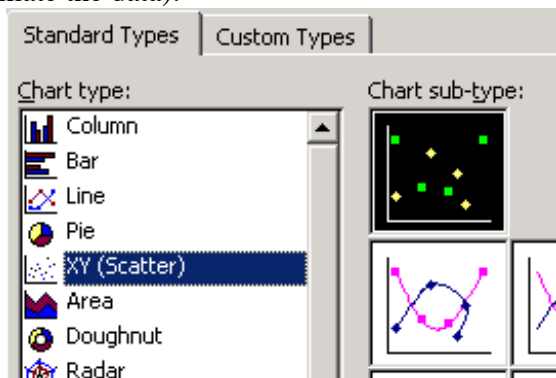 Standard Types Custom Types
Chart type:
Column
Bar
Line
Pie
XY (Scatter)
Area
Doughnut
Radar
Chart sub-type: